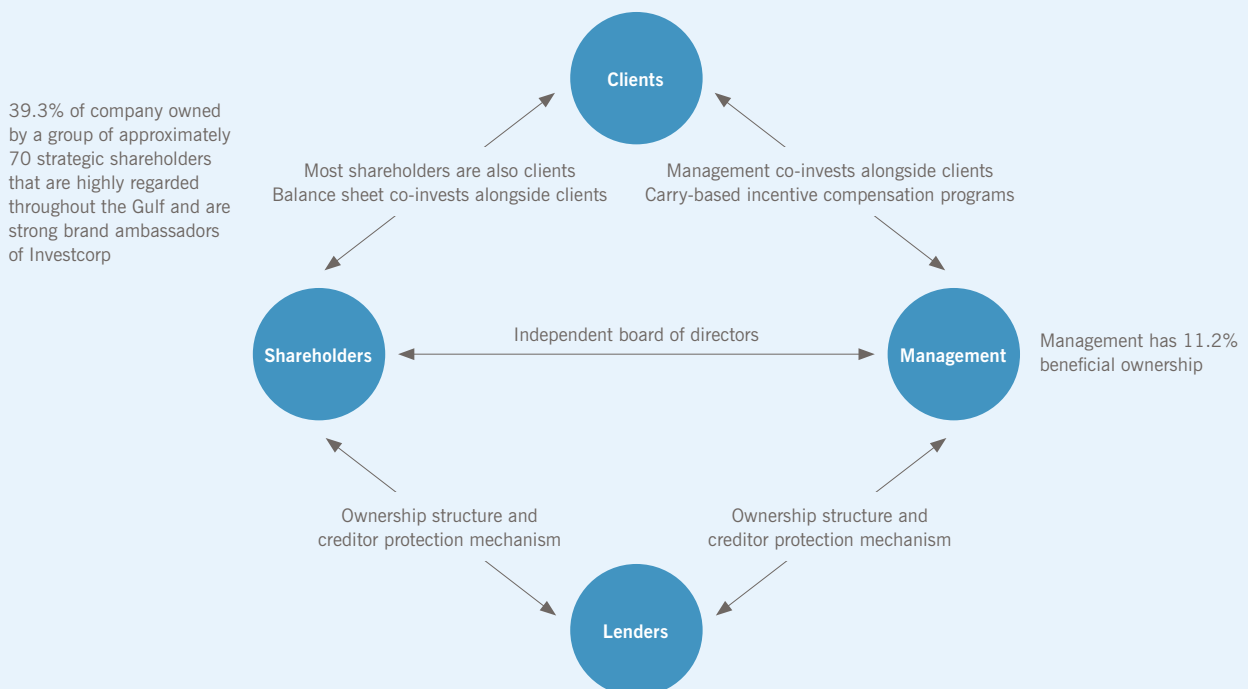 Clients
39.3% of company owned
by a group of approximately
70 strategic shareholders
that are highly regarded
throughout the Gulf and are
strong brand ambassadors
of Investcorp
Most shareholders are also clients
Balance sheet co-invests alongside clients
Management co-invests alongside clients
Carry-based incentive compensation programs
Shareholders
Independent board of directors
Management
Management has 11.2%
beneficial ownership
Ownership structure and
creditor protection mechanism
Ownership structure and
creditor protection mechanism
Lenders